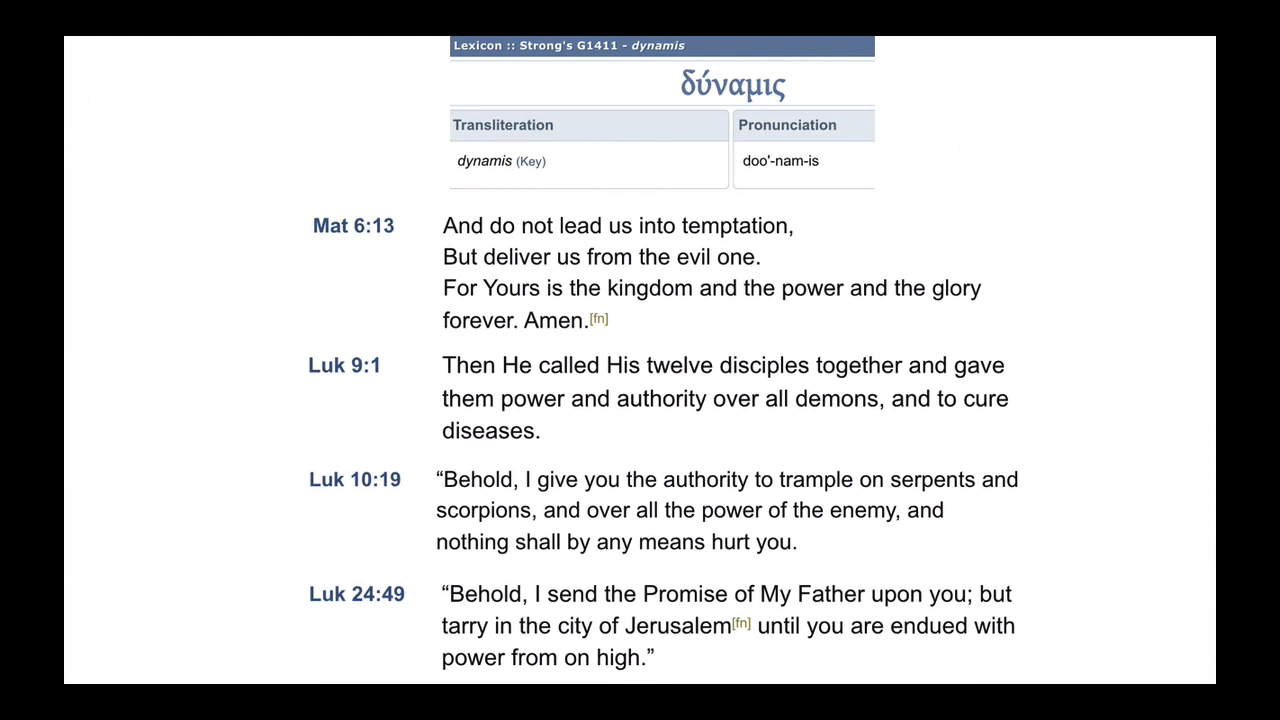 Lexicon :: Strong's G1411 - dynamis
δύναμις
Transliteration
Pronunciation
dynamis (Key)
doo'-nam-is
Mat 6:13
And do not lead us into temptation,
But deliver us from the evil one.
For Yours is the kingdom and the power and the glory
forever. Amen.[fn]
Luk 9:1
Then He called His twelve disciples together and gave
them power and authority over all demons, and to cure
diseases.
Luk 10:19
“Behold, I give you the authority to trample on serpents and
scorpions, and over all the power of the enemy, and
nothing shall by any means hurt you.
Luk 24:49
“Behold, I send the Promise of My Father upon you; but
tarry in the city of Jerusalem[fn] until you are endued with
power from on high.”